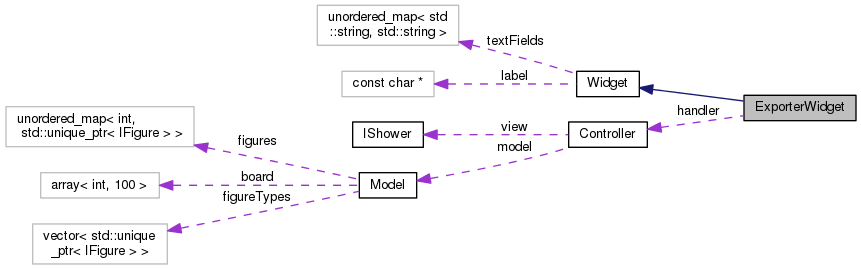 unordered_map< std
::string, std::string >
textFields
const char *
label
Widget
ExporterWidget
handler
unordered_map< int,
std::unique_ptr< IFigure > >
figures
IShower
view
Controller
model
array< int, 100 >
board
Model
figureTypes
vector< std::unique
_ptr< IFigure > >